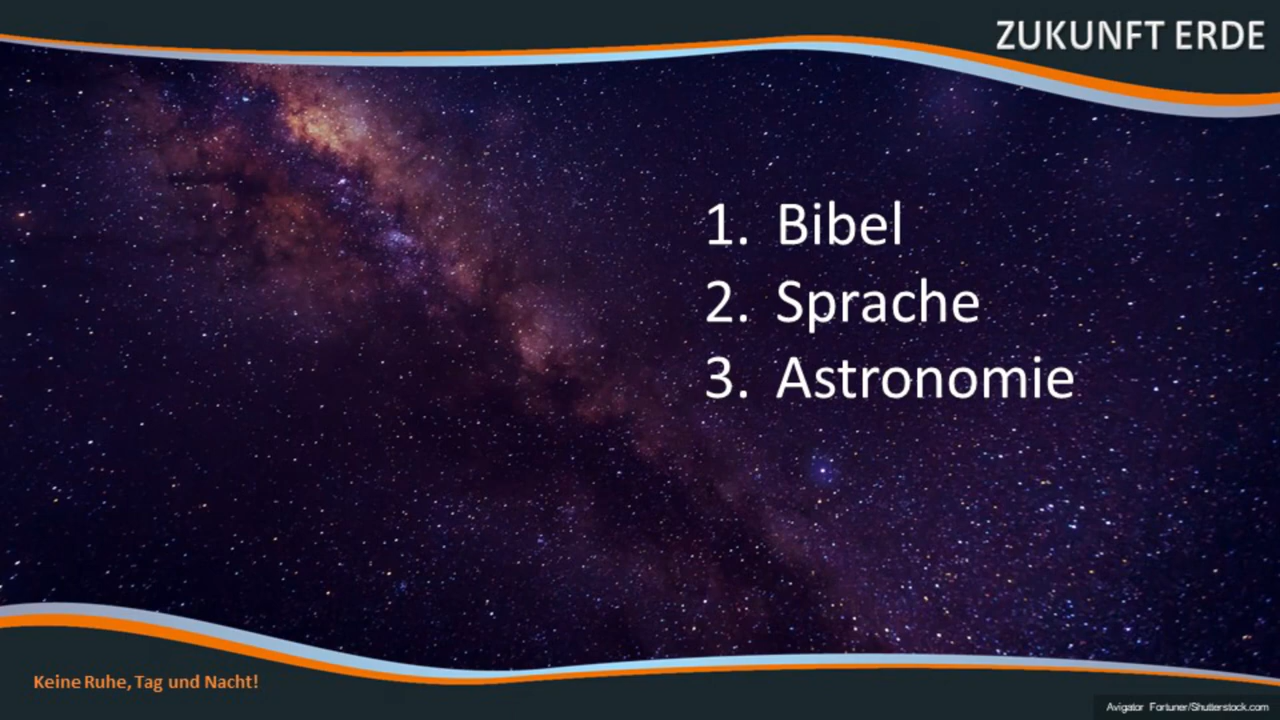 ZUKUNFT ERDE
1. Bibel
2. Sprache
3. Astronomie
Keine Ruhe, Tag und Nacht!
Avigator Fortuner/Shutterstock.com